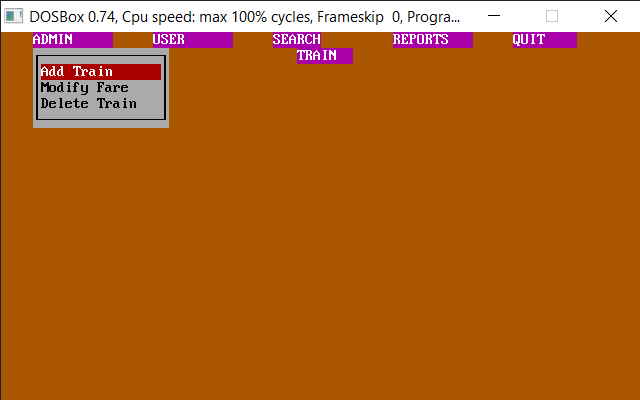 DOSBox 0.74, Cpu speed: max 100% cycles, Frameskip 0, Progra...
ADMIN USER SEARCH REPORTS QUIT
TRAIN
Add Train
Modify Fare
Delete Train